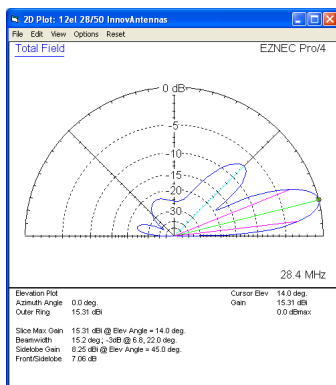 2D Plot: 12el 28/50 InnovAntennas
File Edit View Options Reset
Total Field EZNEC Pro/4
0 dB
-5
-10
-15
-20
-30
28.4 MHz
Elevation Plot Cursor Elev 14.0 deg.
Azimuth Angle 0.0 deg. Gain 15.31 dBi
Outer Ring 15.31 dBi 0.0 dBmax
Slice Max Gain 15.31 dBi @ Elev Angle = 14.0 deg.
Beamwidth 15.2 deg.; -3dB @ 6.8, 22.0 deg.
Sidelobe Gain 8.25 dBi @ Elev Angle = 45.0 deg.
Front/Sidelobe 7.06 dB